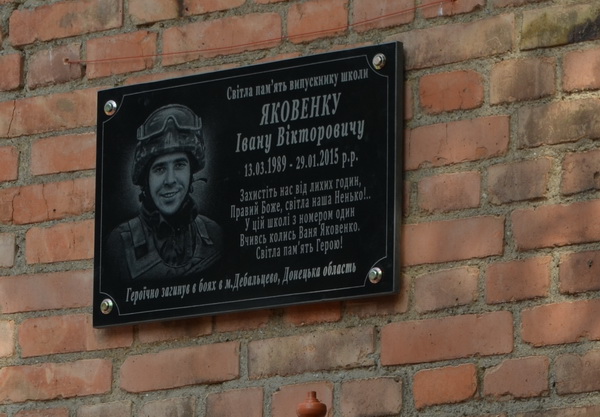 Світла пам'ять випускнику школи
ЯКОВЕНКУ
Івану Вікторовичу
13.03.1989 - 29.01.2015 р.р.
Захистіть нас від лихих годин,
Правий Боже, світла наша Ненько!..
У цій школі з номером один
Вчивсь колись Ваня Яковенко.
Світла пам'ять Герою!
Героїчно загинув в боях в м.Дебальцево, Донецька область